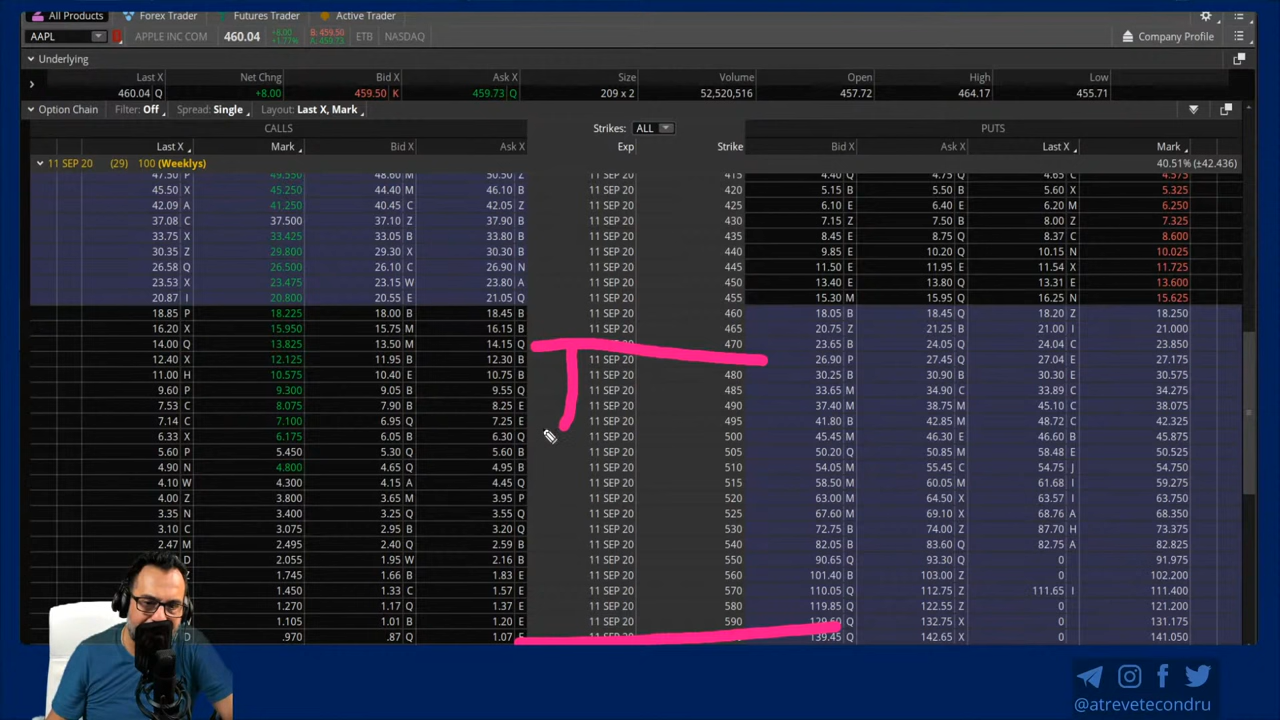 All Products Forex Trader Futures Trader Active Trader
AAPL APPLE INC COM 460.04 +8.00 +1.77% B: 459.50 A: 459.73 ETB NASDAQ Company Profile
Underlying
Last X Net Chng Bid X Ask X Size Volume Open High Low
460.04 Q +8.00 459.50 K 459.73 Q 209 x 2 52,520,516 457.72 464.17 455.71
Option Chain Filter: Off Spread: Single Layout: Last X, Mark
CALLS Strikes: ALL PUTS
Last X Mark Bid X Ask X Exp Strike Bid X Ask X Last X Mark
11 SEP 20 (29) 100 (Weeklys) 40.51% (±42.436)
47.50 P 49.550 48.60 M 50.50 Z 11 SEP 20 415 4.40 Q 4.75 Q 4.65 C 4.575
45.50 X 45.250 44.40 M 46.10 B 11 SEP 20 420 5.15 B 5.50 B 5.60 X 5.325
42.09 A 41.250 40.45 C 42.05 Z 11 SEP 20 425 6.10 E 6.40 E 6.20 M 6.250
37.08 C 37.500 37.10 Z 37.90 B 11 SEP 20 430 7.15 Z 7.50 B 8.00 Z 7.325
33.75 X 33.425 33.05 B 33.80 B 11 SEP 20 435 8.45 E 8.75 Q 8.37 C 8.600
30.35 Z 29.800 29.30 X 30.30 B 11 SEP 20 440 9.85 E 10.20 Q 10.15 N 10.025
26.58 Q 26.500 26.10 C 26.90 N 11 SEP 20 445 11.50 E 11.95 E 11.54 X 11.725
23.53 X 23.475 23.15 W 23.80 A 11 SEP 20 450 13.40 E 13.80 Q 13.31 E 13.600
20.87 I 20.800 20.55 E 21.05 Q 11 SEP 20 455 15.30 M 15.95 Q 16.25 N 15.625
18.85 P 18.225 18.00 B 18.45 B 11 SEP 20 460 18.05 B 18.45 Q 18.20 Z 18.250
16.20 X 15.950 15.75 M 16.15 B 11 SEP 20 465 20.75 Z 21.25 B 21.00 I 21.000
14.00 Q 13.825 13.50 M 14.15 Q 470 23.65 B 24.05 Q 24.04 C 23.850
12.40 X 12.125 11.95 B 12.30 B 11 SEP 20 26.90 P 27.45 Q 27.04 E 27.175
11.00 H 10.575 10.40 E 10.75 B 11 SEP 20 480 30.25 B 30.90 B 30.30 E 30.575
9.60 P 9.300 9.05 B 9.55 Q 11 SEP 20 485 33.65 M 34.90 C 33.89 C 34.275
7.53 C 8.075 7.90 B 8.25 E 11 SEP 20 490 37.40 M 38.75 M 45.10 C 38.075
7.14 C 7.100 6.95 Q 7.25 E 11 SEP 20 495 41.80 B 42.85 M 48.72 C 42.325
6.33 X 6.175 6.05 B 6.30 Q 11 SEP 20 500 45.45 M 46.30 E 46.60 B 45.875
5.60 P 5.450 5.30 Q 5.60 B 11 SEP 20 505 50.20 Q 50.85 M 58.48 E 50.525
4.90 N 4.800 4.65 Q 4.95 B 11 SEP 20 510 54.05 M 55.45 C 54.75 J 54.750
4.10 W 4.300 4.15 A 4.45 Q 11 SEP 20 515 58.50 M 60.05 M 61.68 I 59.275
4.00 Z 3.800 3.65 M 3.95 P 11 SEP 20 520 63.00 M 64.50 X 63.57 I 63.750
3.35 N 3.400 3.25 Q 3.55 Q 11 SEP 20 525 67.60 M 69.10 X 68.76 A 68.350
3.10 C 3.075 2.95 B 3.20 Q 11 SEP 20 530 72.75 B 74.00 Z 87.70 H 73.375
2.47 M 2.495 2.40 Q 2.59 B 11 SEP 20 540 82.05 B 83.60 Q 82.75 A 82.825
D 2.055 1.95 W 2.16 B 11 SEP 20 550 90.65 Q 93.30 Q 0 91.975
Z 1.745 1.66 B 1.83 E 11 SEP 20 560 101.40 B 103.00 Z 0 102.200
1.450 1.33 C 1.57 E 11 SEP 20 570 110.05 Q 112.75 Z 111.65 I 111.400
1.270 1.17 Q 1.37 E 11 SEP 20 580 119.85 Q 122.55 Z 0 121.200
1.105 1.01 B 1.20 E 11 SEP 20 590 129.60 Q 132.75 X 0 131.175
D .970 .87 Q 1.07 139.45 Q 142.65 X 0 141.050
@atrevetecondru